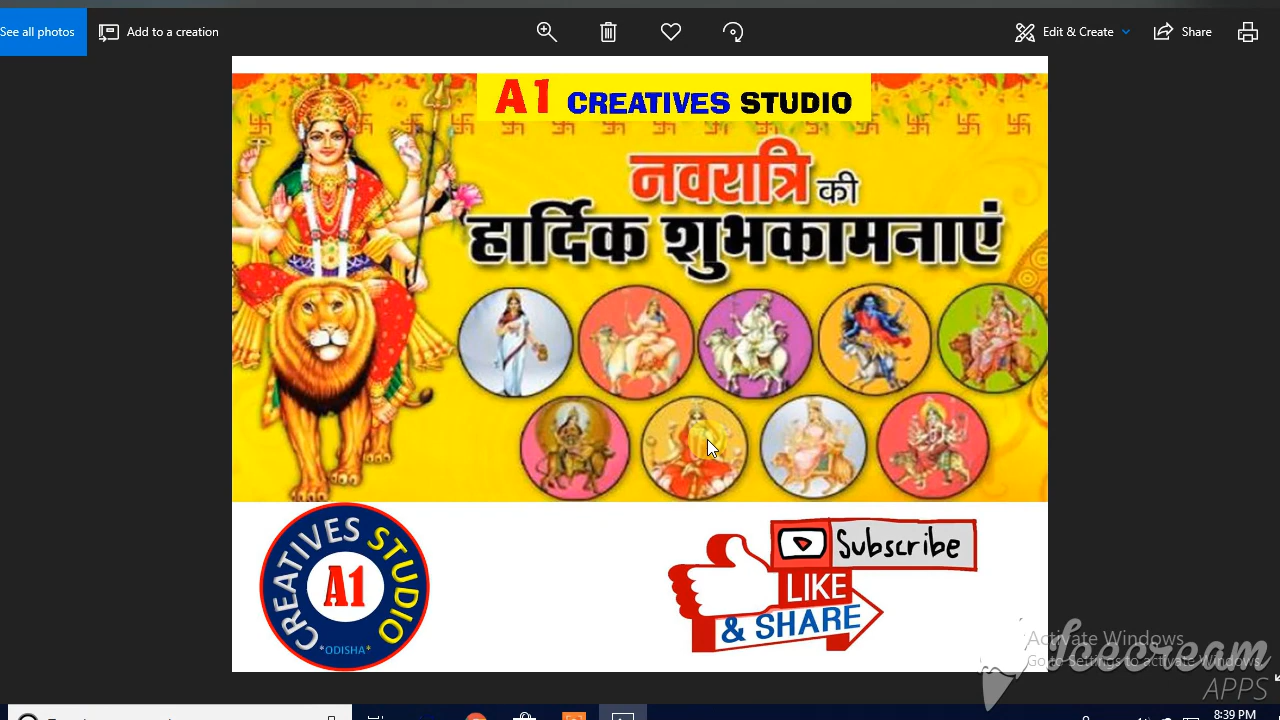 See all photos
Add to a creation
Edit & Create
Share
A1 CREATIVES STUDIO
नवरात्रि की
हार्दिक शुभकामनाएं
CREATIVES STUDIO
A1
*ODISHA*
Subscribe
LIKE
& SHARE
Activate Windows
Go to Settings to activate Windows.
Icecream
APPS
8:39 PM